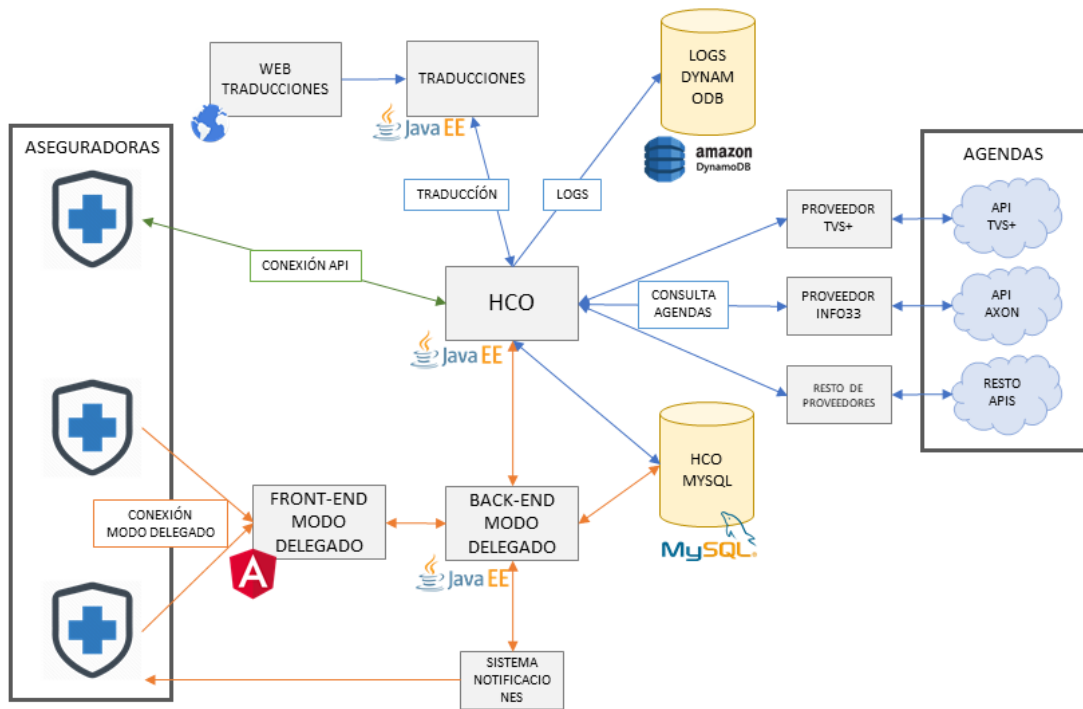 WEB
TRADUCCIONES
TRADUCCIONES
Java EE
LOGS
DYNAM
ODB
amazon
DynamoDB
ASEGURADORAS
AGENDAS
TRADUCCÍÓN
LOGS
PROVEEDOR
TVS+
API
TVS+
CONEXIÓN API
HCO
Java EE
CONSULTA
AGENDAS
PROVEEDOR
INFO33
API
AXON
RESTO DE
PROVEEDORES
RESTO
APIS
HCO
MYSQL
MySQL®
CONEXIÓN
MODO DELEGADO
FRONT-END
MODO
DELEGADO
A
BACK-END
MODO
DELEGADO
Java EE
SISTEMA
NOTIFICACIO
NES